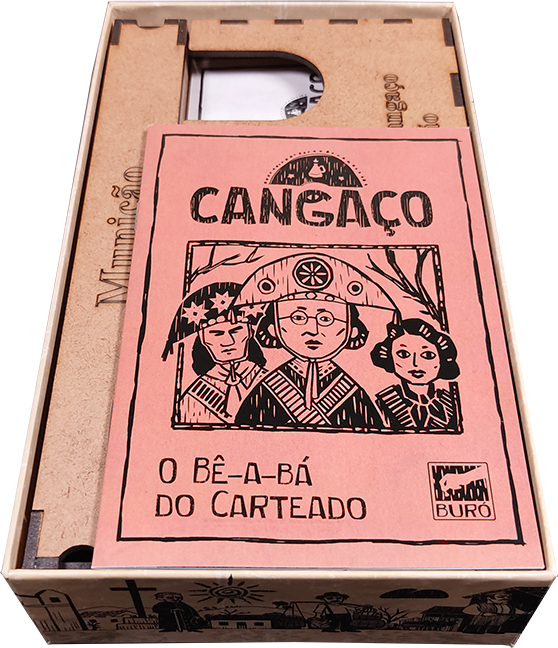 Munição
CANGAÇO
O BÊ-A-BÁ
DO CARTEADO
BURÓ